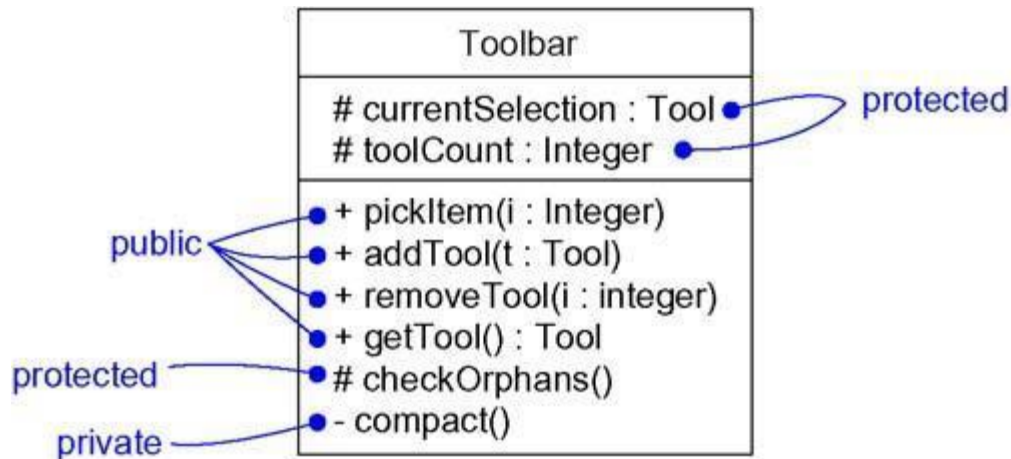 Toolbar
# currentSelection : Tool
protected
# toolCount : Integer
+ pickItem(i : Integer)
public
+ addTool(t : Tool)
+ removeTool(i : integer)
+ getTool() : Tool
protected
# checkOrphans()
- compact()
private